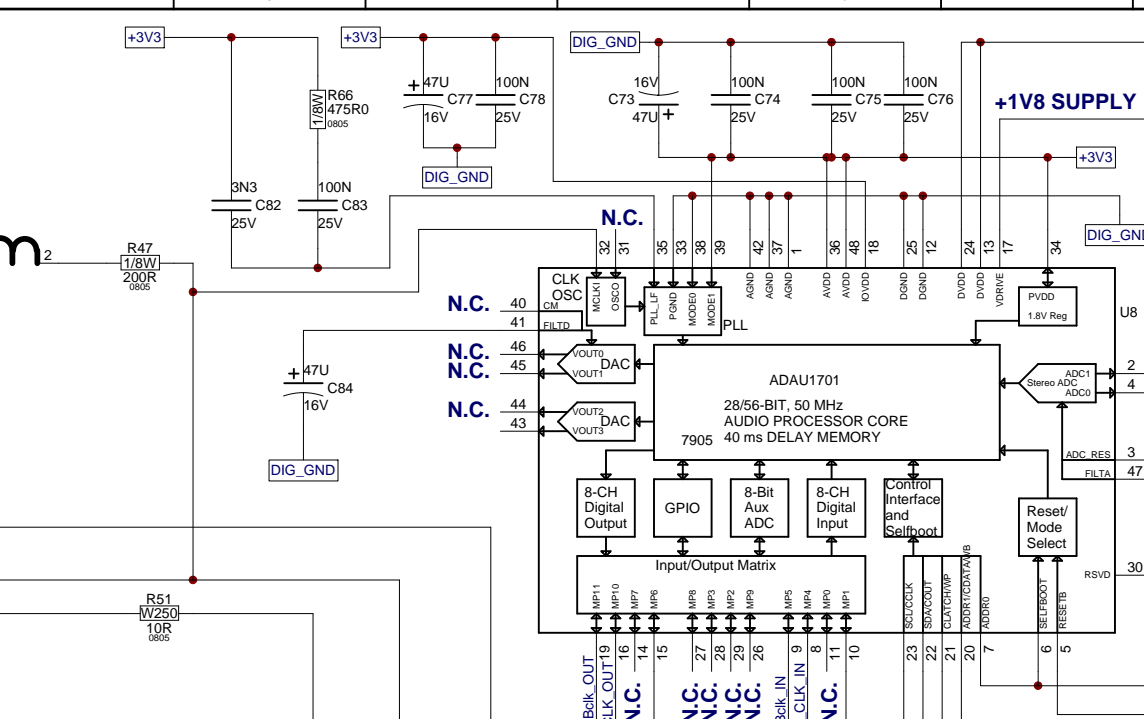 +3V3
+3V3
DIG_GND
R66
475R0
1/8W
0805
47U
C77
16V
100N
C78
25V
16V
C73
47U
100N
C74
25V
100N
C75
25V
100N
C76
25V
+1V8 SUPPLY
+3V3
DIG_GND
3N3
C82
25V
100N
C83
25V
N.C.
m
2
R47
1/8W
200R
0805
32
31
35
33
38
39
42
37
1
36
48
18
25
12
24
13
17
34
CLK
OSC
MCLKI
OSCO
PLL_LF
PGND
MODE0
MODE1
PLL
AGND
AGND
AGND
AVDD
AVDD
IOVDD
DGND
DGND
DVDD
DVDD
VDRIVE
PVDD
1.8V Reg
U8
N.C.
40
CM
41
FILTD
N.C.
46
VOUT0
N.C.
45
VOUT1
DAC
N.C.
44
VOUT2
43
VOUT3
DAC
47U
C84
16V
DIG_GND
ADAU1701
28/56-BIT, 50 MHz
AUDIO PROCESSOR CORE
40 ms DELAY MEMORY
7905
ADC1
2
Stereo ADC
ADC0
4
ADC_RES
3
FILTA
47
8-CH
Digital
Output
GPIO
8-Bit
Aux
ADC
8-CH
Digital
Input
Control
Interface
and
Selfboot
Reset/
Mode
Select
RSVD
30
Input/Output Matrix
MP11
MP10
MP7
MP6
MP8
MP3
MP2
MP9
MP5
MP4
MP0
MP1
SCL/CCLK
SDA/COUT
CLATCH/WP
ADDR1/CDATA/WB
ADDR0
SELFBOOT
RESETB
R51
W250
10R
0805
19
16
14
15
27
28
29
26
9
8
11
10
23
22
21
20
7
6
5
Bclk_OUT
CLK_OUT
N.C.
N.C.
N.C.
N.C.
N.C.
Bclk_IN
CLK_IN
N.C.